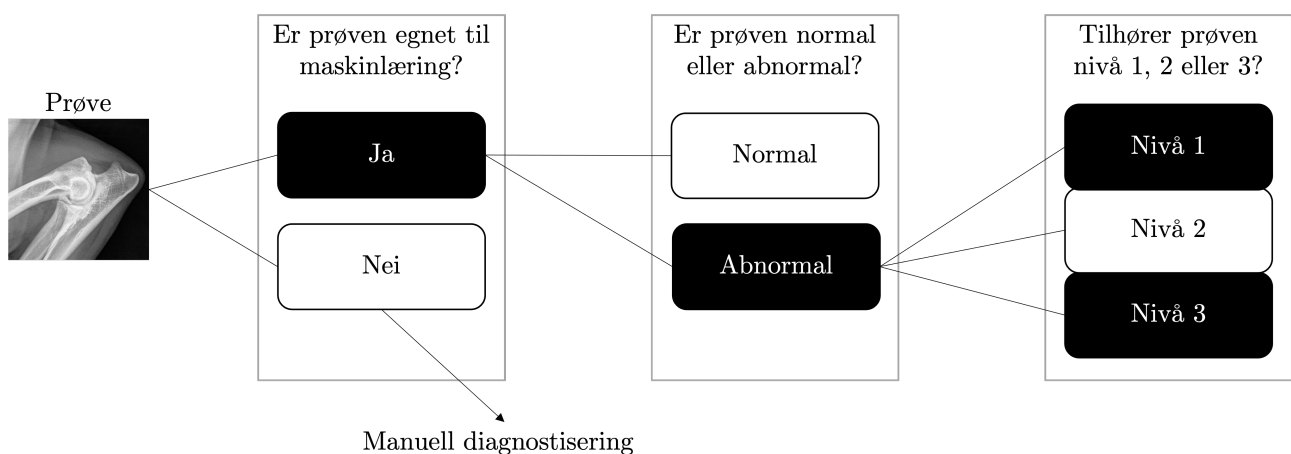 Prøve
Er prøven egnet til
maskinlæring?
Ja
Nei
Manuell diagnostisering
Er prøven normal
eller abnormal?
Normal
Abnormal
Tilhører prøven
nivå 1, 2 eller 3?
Nivå 1
Nivå 2
Nivå 3